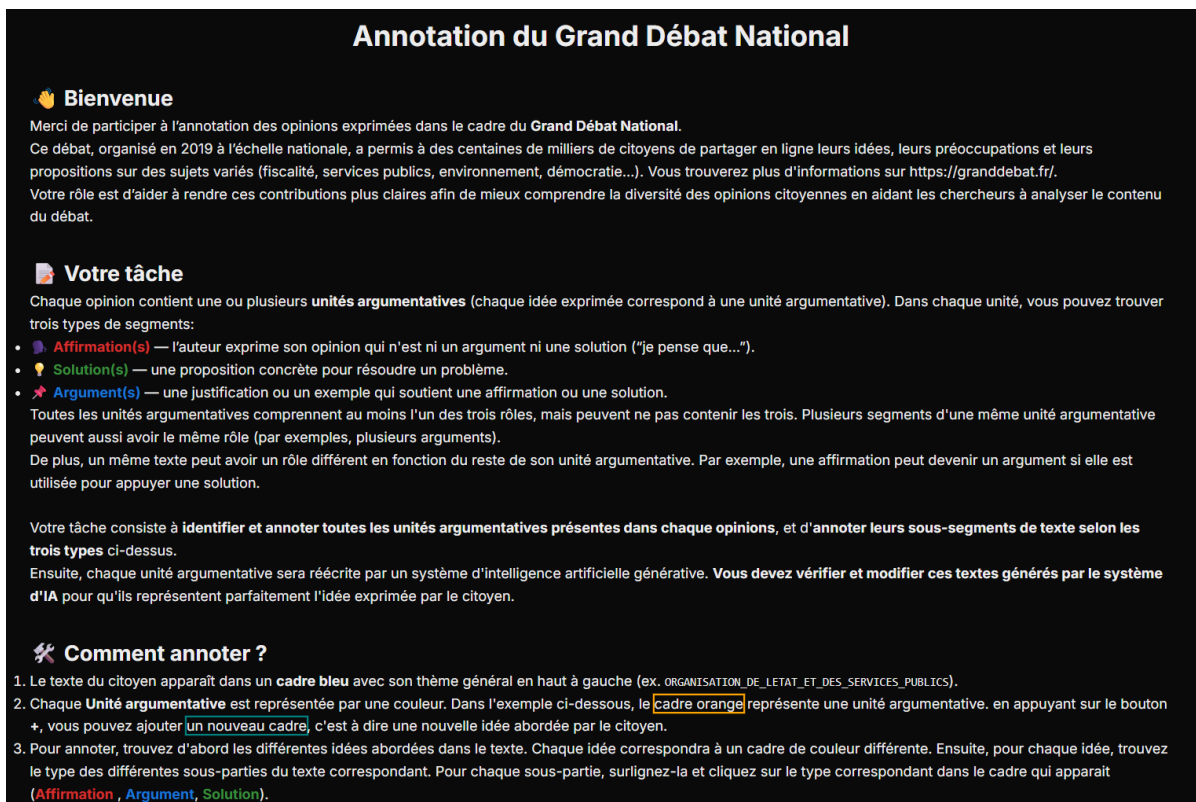 Annotation du Grand Débat National
👋 Bienvenue
Merci de participer à l’annotation des opinions exprimées dans le cadre du Grand Débat National.
Ce débat, organisé en 2019 à l’échelle nationale, a permis à des centaines de milliers de citoyens de partager en ligne leurs idées, leurs préoccupations et leurs
propositions sur des sujets variés (fiscalité, services publics, environnement, démocratie...). Vous trouverez plus d'informations sur https://granddebat.fr/.
Votre rôle est d’aider à rendre ces contributions plus claires afin de mieux comprendre la diversité des opinions citoyennes en aidant les chercheurs à analyser le contenu
du débat.
📝 Votre tâche
Chaque opinion contient une ou plusieurs unités argumentatives (chaque idée exprimée correspond à une unité argumentative). Dans chaque unité, vous pouvez trouver
trois types de segments:
• 🗣 Affirmation(s) — l’auteur exprime son opinion qui n'est ni un argument ni une solution (“je pense que...”).
• 💡 Solution(s) — une proposition concrète pour résoudre un problème.
• 📌 Argument(s) — une justification ou un exemple qui soutient une affirmation ou une solution.
Toutes les unités argumentatives comprennent au moins l'un des trois rôles, mais peuvent ne pas contenir les trois. Plusieurs segments d'une même unité argumentative
peuvent aussi avoir le même rôle (par exemples, plusieurs arguments).
De plus, un même texte peut avoir un rôle différent en fonction du reste de son unité argumentative. Par exemple, une affirmation peut devenir un argument si elle est
utilisée pour appuyer une solution.
Votre tâche consiste à identifier et annoter toutes les unités argumentatives présentes dans chaque opinions, et d'annoter leurs sous-segments de texte selon les
trois types ci-dessus.
Ensuite, chaque unité argumentative sera réécrite par un système d'intelligence artificielle générative. Vous devez vérifier et modifier ces textes générés par le système
d'IA pour qu'ils représentent parfaitement l'idée exprimée par le citoyen.
🛠 Comment annoter ?
1. Le texte du citoyen apparaît dans un cadre bleu avec son thème général en haut à gauche (ex. ORGANISATION_DE_LETAT_ET_DES_SERVICES_PUBLICS).
2. Chaque Unité argumentative est représentée par une couleur. Dans l'exemple ci-dessous, le cadre orange représente une unité argumentative. en appuyant sur le bouton
+, vous pouvez ajouter un nouveau cadre, c'est à dire une nouvelle idée abordée par le citoyen.
3. Pour annoter, trouvez d'abord les différentes idées abordées dans le texte. Chaque idée correspondra à un cadre de couleur différente. Ensuite, pour chaque idée, trouvez
le type des différentes sous-parties du texte correspondant. Pour chaque sous-partie, surlignez-la et cliquez sur le type correspondant dans le cadre qui apparait
(Affirmation , Argument, Solution).